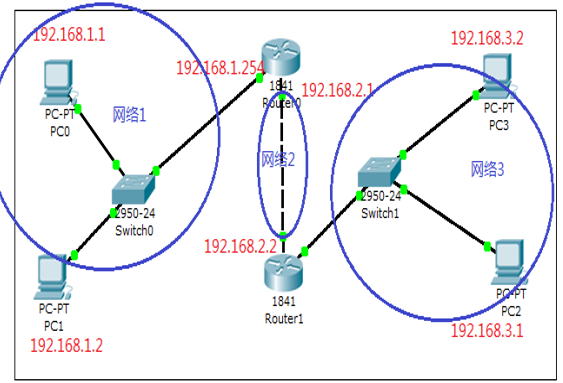 192.168.1.1
PC-PT
PC0
网络1
192.168.1.254
1841
Router0
192.168.2.1
192.168.3.2
PC-PT
PC3
网络2
网络3
2950-24
Switch0
2950-24
Switch1
192.168.2.2
1841
Router1
PC-PT
PC1
192.168.1.2
PC-PT
PC2
192.168.3.1